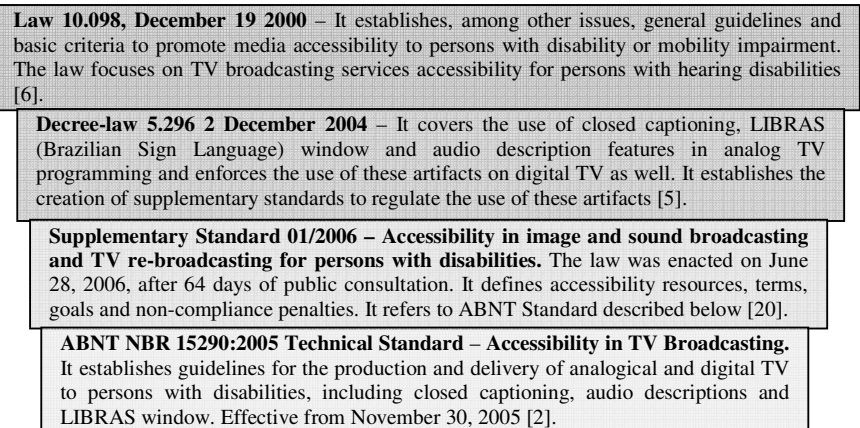 Law 10.098, December 19 2000 – It establishes, among other issues, general guidelines and
basic criteria to promote media accessibility to persons with disability or mobility impairment.
The law focuses on TV broadcasting services accessibility for persons with hearing disabilities
[6].
Decree-law 5.296 2 December 2004 – It covers the use of closed captioning, LIBRAS
(Brazilian Sign Language) window and audio description features in analog TV
programming and enforces the use of these artifacts on digital TV as well. It establishes the
creation of supplementary standards to regulate the use of these artifacts [5].
Supplementary Standard 01/2006 – Accessibility in image and sound broadcasting
and TV re-broadcasting for persons with disabilities. The law was enacted on June
28, 2006, after 64 days of public consultation. It defines accessibility resources, terms,
goals and non-compliance penalties. It refers to ABNT Standard described below [20].
ABNT NBR 15290:2005 Technical Standard – Accessibility in TV Broadcasting.
It establishes guidelines for the production and delivery of analogical and digital TV
to persons with disabilities, including closed captioning, audio descriptions and
LIBRAS window. Effective from November 30, 2005 [2].